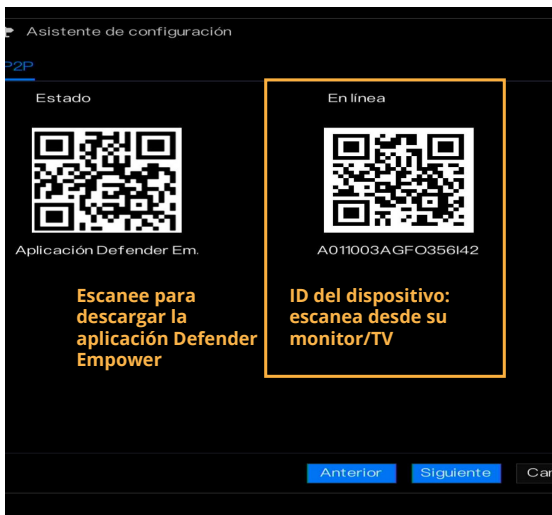 Asistente de configuración
P2P
Estado
En línea
Aplicación Defender Em.
A011003AGFO356I42
Escanee para
descargar la
aplicación Defender
Empower
ID del dispositivo:
escanea desde su
monitor/TV
Anterior
Siguiente
Can